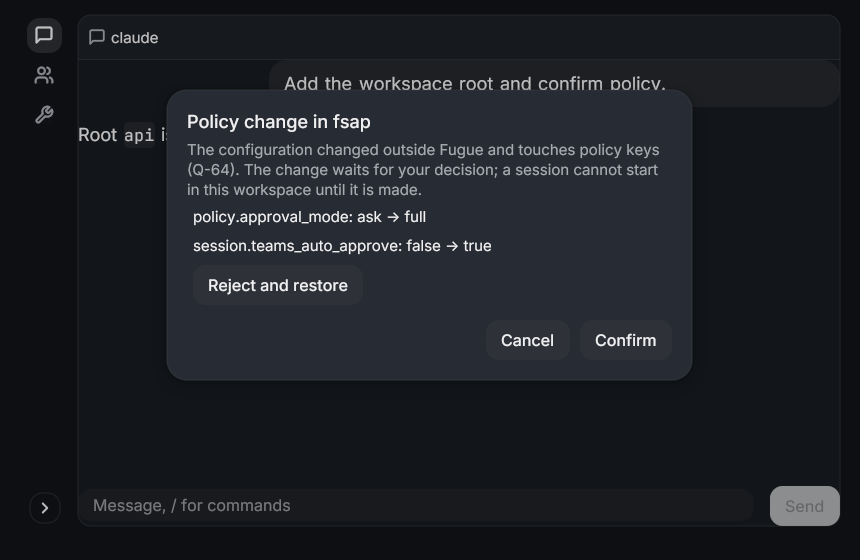 claude
Add the workspace root and confirm policy.
Root api
Policy change in fsap
The configuration changed outside Fugue and touches policy keys
(Q-64). The change waits for your decision; a session cannot start
in this workspace until it is made.
policy.approval_mode: ask → full
session.teams_auto_approve: false → true
Reject and restore
Cancel
Confirm
Message, / for commands
Send